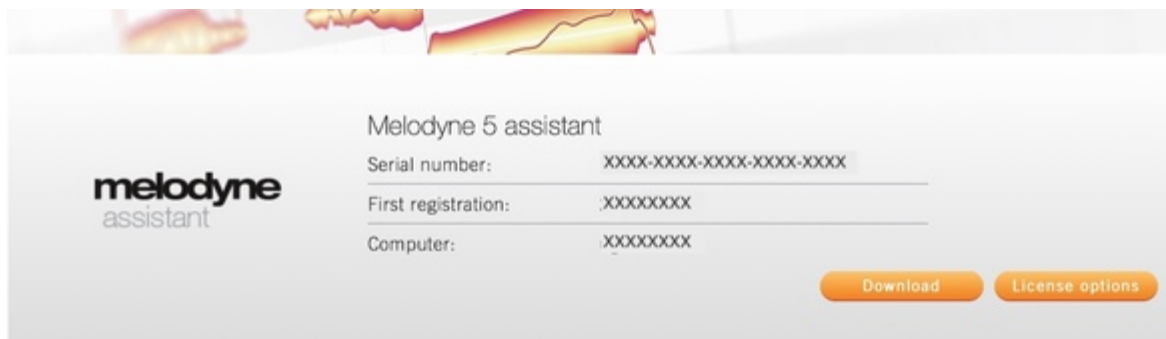 Melodyne 5 assistant
Serial number: XXXX-XXXX-XXXX-XXXX-XXXX
melodyne
assistant
First registration: XXXXXXXX
Computer: XXXXXXXX
Download License options